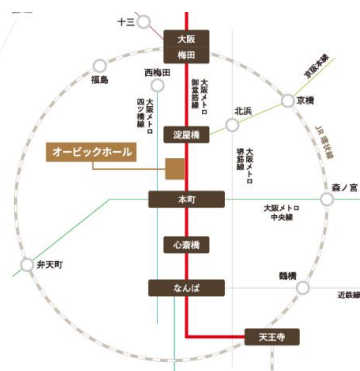 十三
大阪
梅田
福島
西梅田
大阪メトロ
御堂筋線
大阪メトロ
四ツ橋線
京阪本線
北浜
京橋
淀屋橋
JR 環状線
オービックホール
大阪メトロ
堺筋線
本町
森ノ宮
大阪メトロ
中央線
心斎橋
弁天町
鶴橋
なんば
近鉄線
天王寺